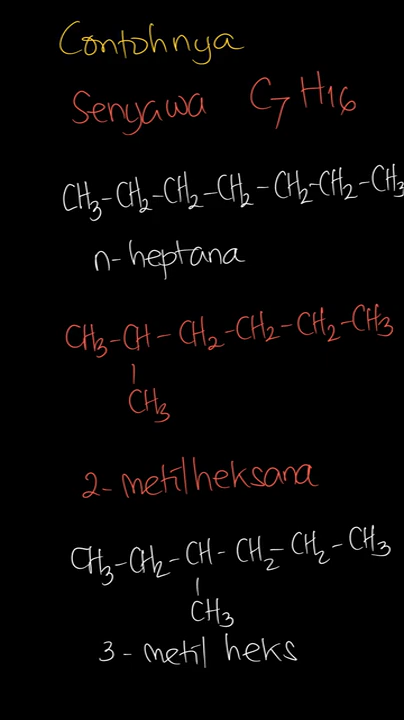 Contohnya
Senyawa C7H16
CH3-CH2-CH2-CH2-CH2-CH2-CH3
n-heptana
CH3-CH-CH2-CH2-CH2-CH3
|
CH3
2-metilheksana
CH3-CH2-CH-CH2-CH2-CH3
|
CH3
3-metil heks